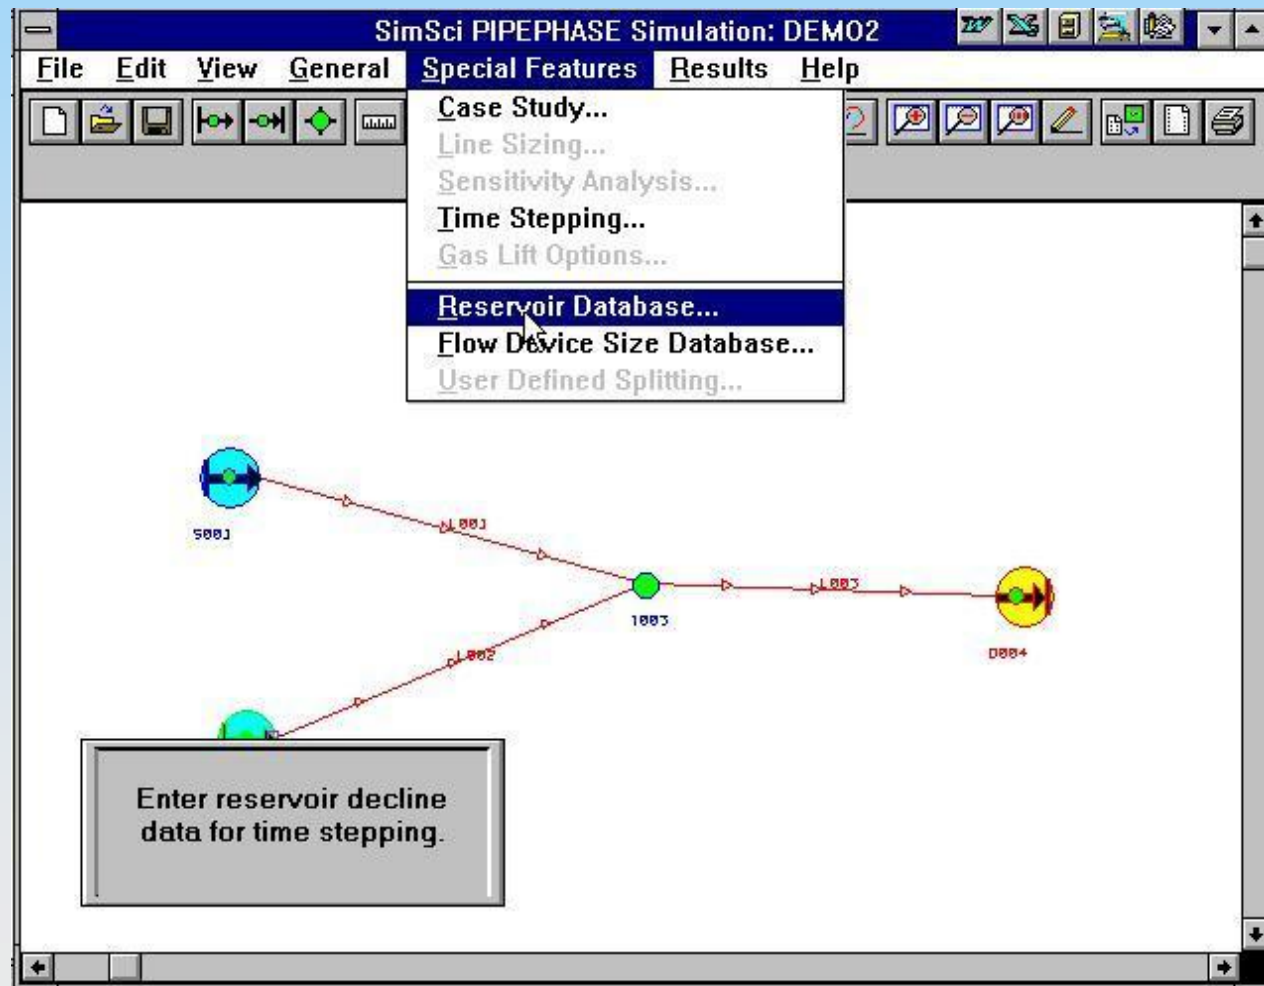 SimSci PIPEPHASE Simulation: DEMO2
File Edit View General Special Features Results Help
Case Study...
Line Sizing...
Sensitivity Analysis...
Time Stepping...
Gas Lift Options...
Reservoir Database...
Flow Device Size Database...
User Defined Splitting...
S001
L001
L002
J003
L003
D004
Enter reservoir decline
data for time stepping.